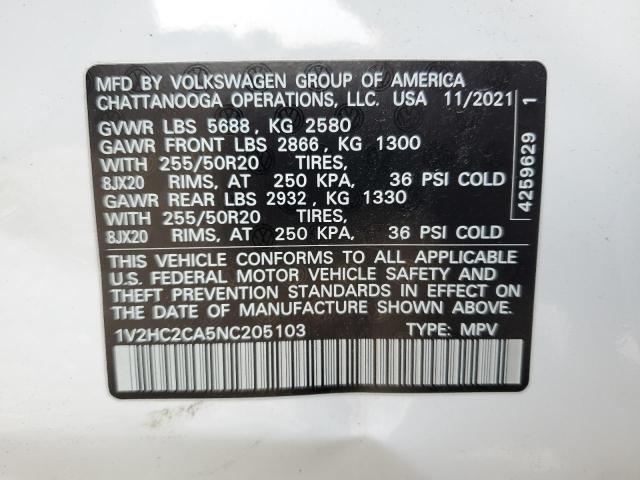 MFD BY VOLKSWAGEN GROUP OF AMERICA
CHATTANOOGA OPERATIONS, LLC. USA 11/2021
GVWR LBS 5688, KG 2580
GAWR FRONT LBS 2866, KG 1300
WITH 255/50R20 TIRES,
8JX20 RIMS, AT 250 KPA, 36 PSI COLD
GAWR REAR LBS 2932, KG 1330
WITH 255/50R20 TIRES,
8JX20 RIMS, AT 250 KPA, 36 PSI COLD
THIS VEHICLE CONFORMS TO ALL APPLICABLE
U.S. FEDERAL MOTOR VEHICLE SAFETY AND
THEFT PREVENTION STANDARDS IN EFFECT ON
THE DATE OF MANUFACTURE SHOWN ABOVE.
1V2HC2CA5NC205103 TYPE: MPV
4259629 1